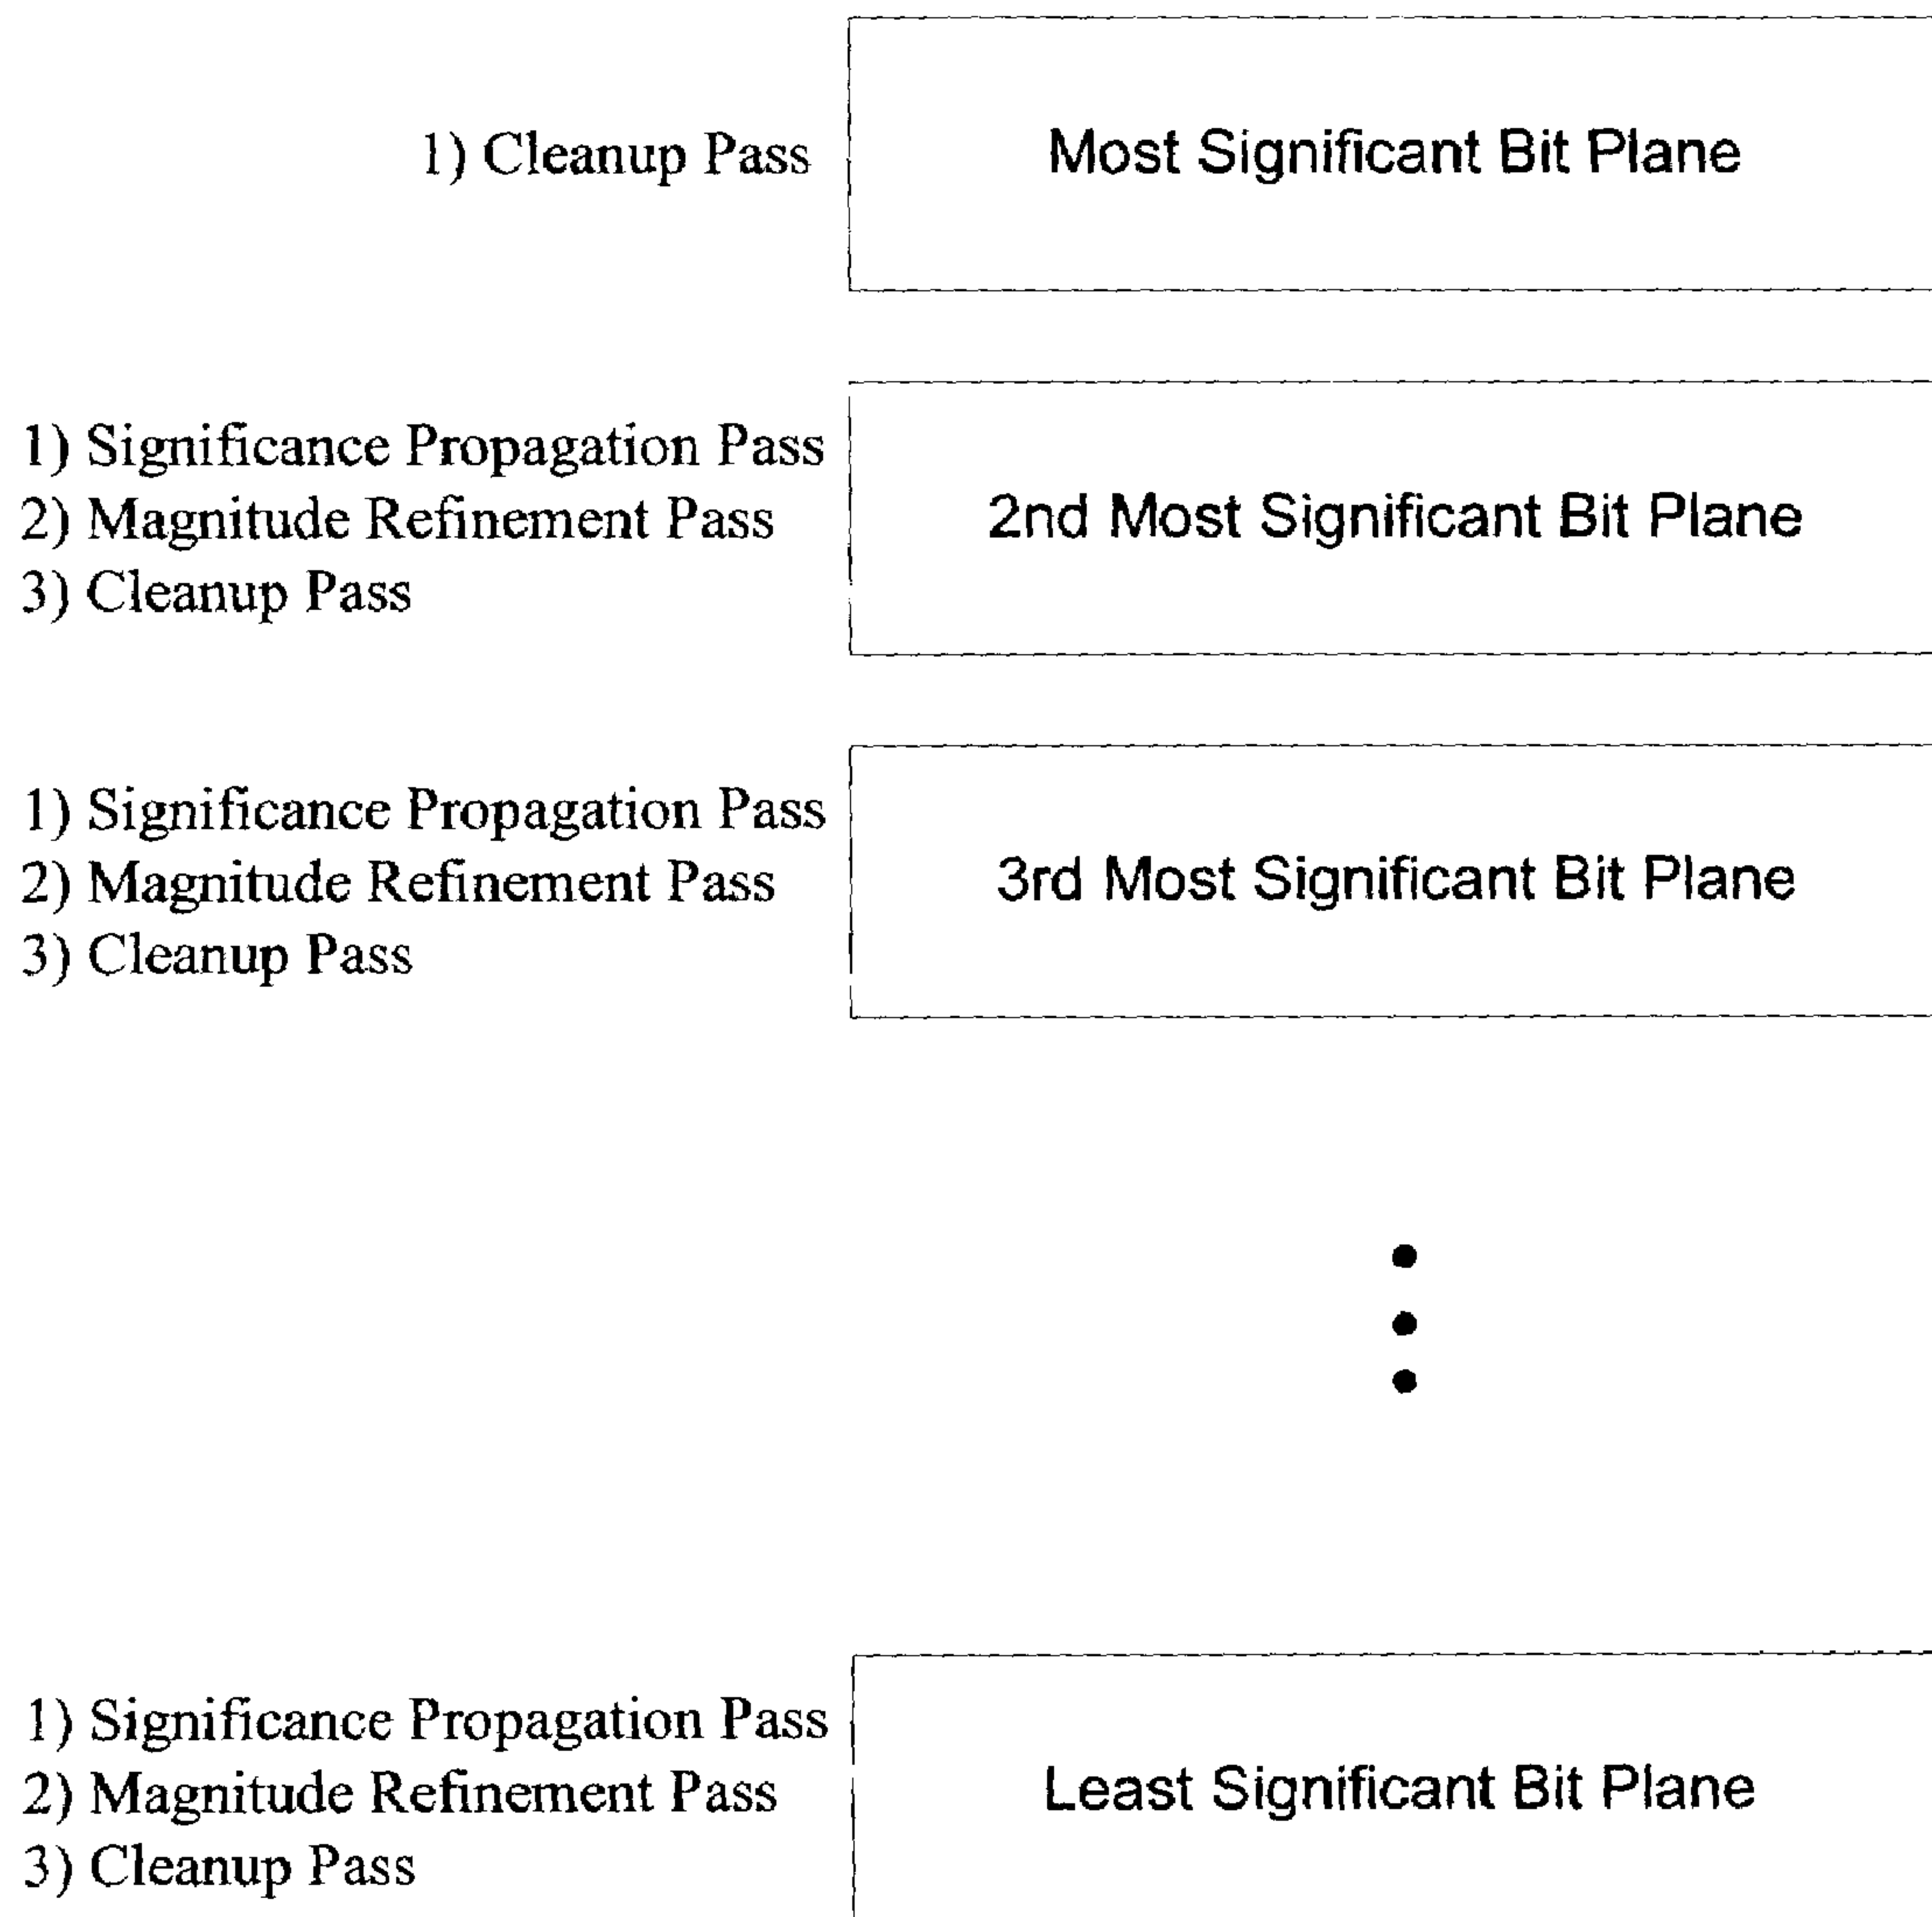 1) Cleanup Pass
Most Significant Bit Plane
1) Significance Propagation Pass
2) Magnitude Refinement Pass
3) Cleanup Pass
2nd Most Significant Bit Plane
1) Significance Propagation Pass
2) Magnitude Refinement Pass
3) Cleanup Pass
3rd Most Significant Bit Plane
1) Significance Propagation Pass
2) Magnitude Refinement Pass
3) Cleanup Pass
Least Significant Bit Plane